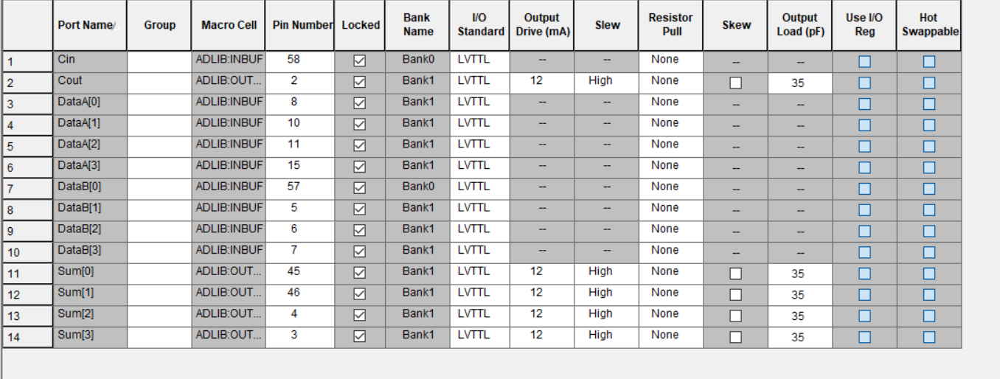 Port Name Group Macro Cell Pin Number Locked Bank Name I/O Standard Output Drive (mA) Slew Resistor Pull Skew Output Load (pF) Use I/O Reg Hot Swappable
1 Cin ADLIB:INBUF 58 Bank0 LVTTL -- -- None -- --
2 Cout ADLIB:OUT... 2 Bank1 LVTTL 12 High None 35
3 DataA[0] ADLIB:INBUF 8 Bank1 LVTTL -- -- None -- --
4 DataA[1] ADLIB:INBUF 10 Bank1 LVTTL -- -- None -- --
5 DataA[2] ADLIB:INBUF 11 Bank1 LVTTL -- -- None -- --
6 DataA[3] ADLIB:INBUF 15 Bank1 LVTTL -- -- None -- --
7 DataB[0] ADLIB:INBUF 57 Bank0 LVTTL -- -- None -- --
8 DataB[1] ADLIB:INBUF 5 Bank1 LVTTL -- -- None -- --
9 DataB[2] ADLIB:INBUF 6 Bank1 LVTTL -- -- None -- --
10 DataB[3] ADLIB:INBUF 7 Bank1 LVTTL -- -- None -- --
11 Sum[0] ADLIB:OUT... 45 Bank1 LVTTL 12 High None 35
12 Sum[1] ADLIB:OUT... 46 Bank1 LVTTL 12 High None 35
13 Sum[2] ADLIB:OUT... 4 Bank1 LVTTL 12 High None 35
14 Sum[3] ADLIB:OUT... 3 Bank1 LVTTL 12 High None 35